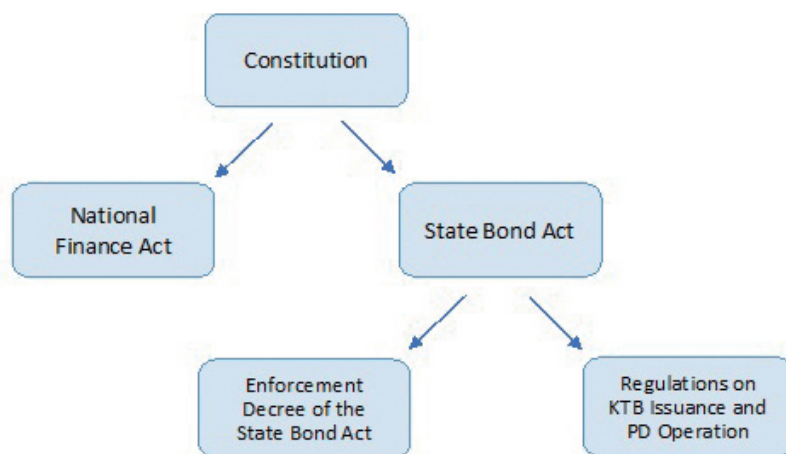 Constitution
National
Finance Act
State Bond Act
Enforcement
Decree of the
State Bond Act
Regulations on
KTB Issuance and
PD Operation